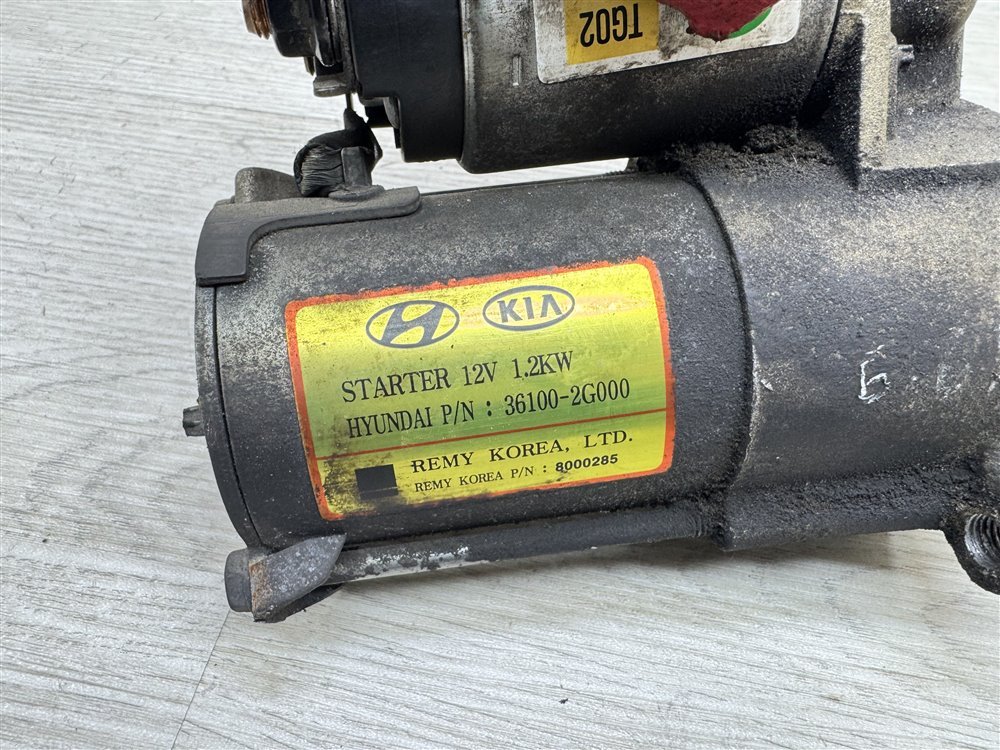 TG02
KIA
STARTER 12V 1.2KW
HYUNDAI P/N : 36100-2G000
REMY KOREA, LTD.
REMY KOREA P/N : 8000285